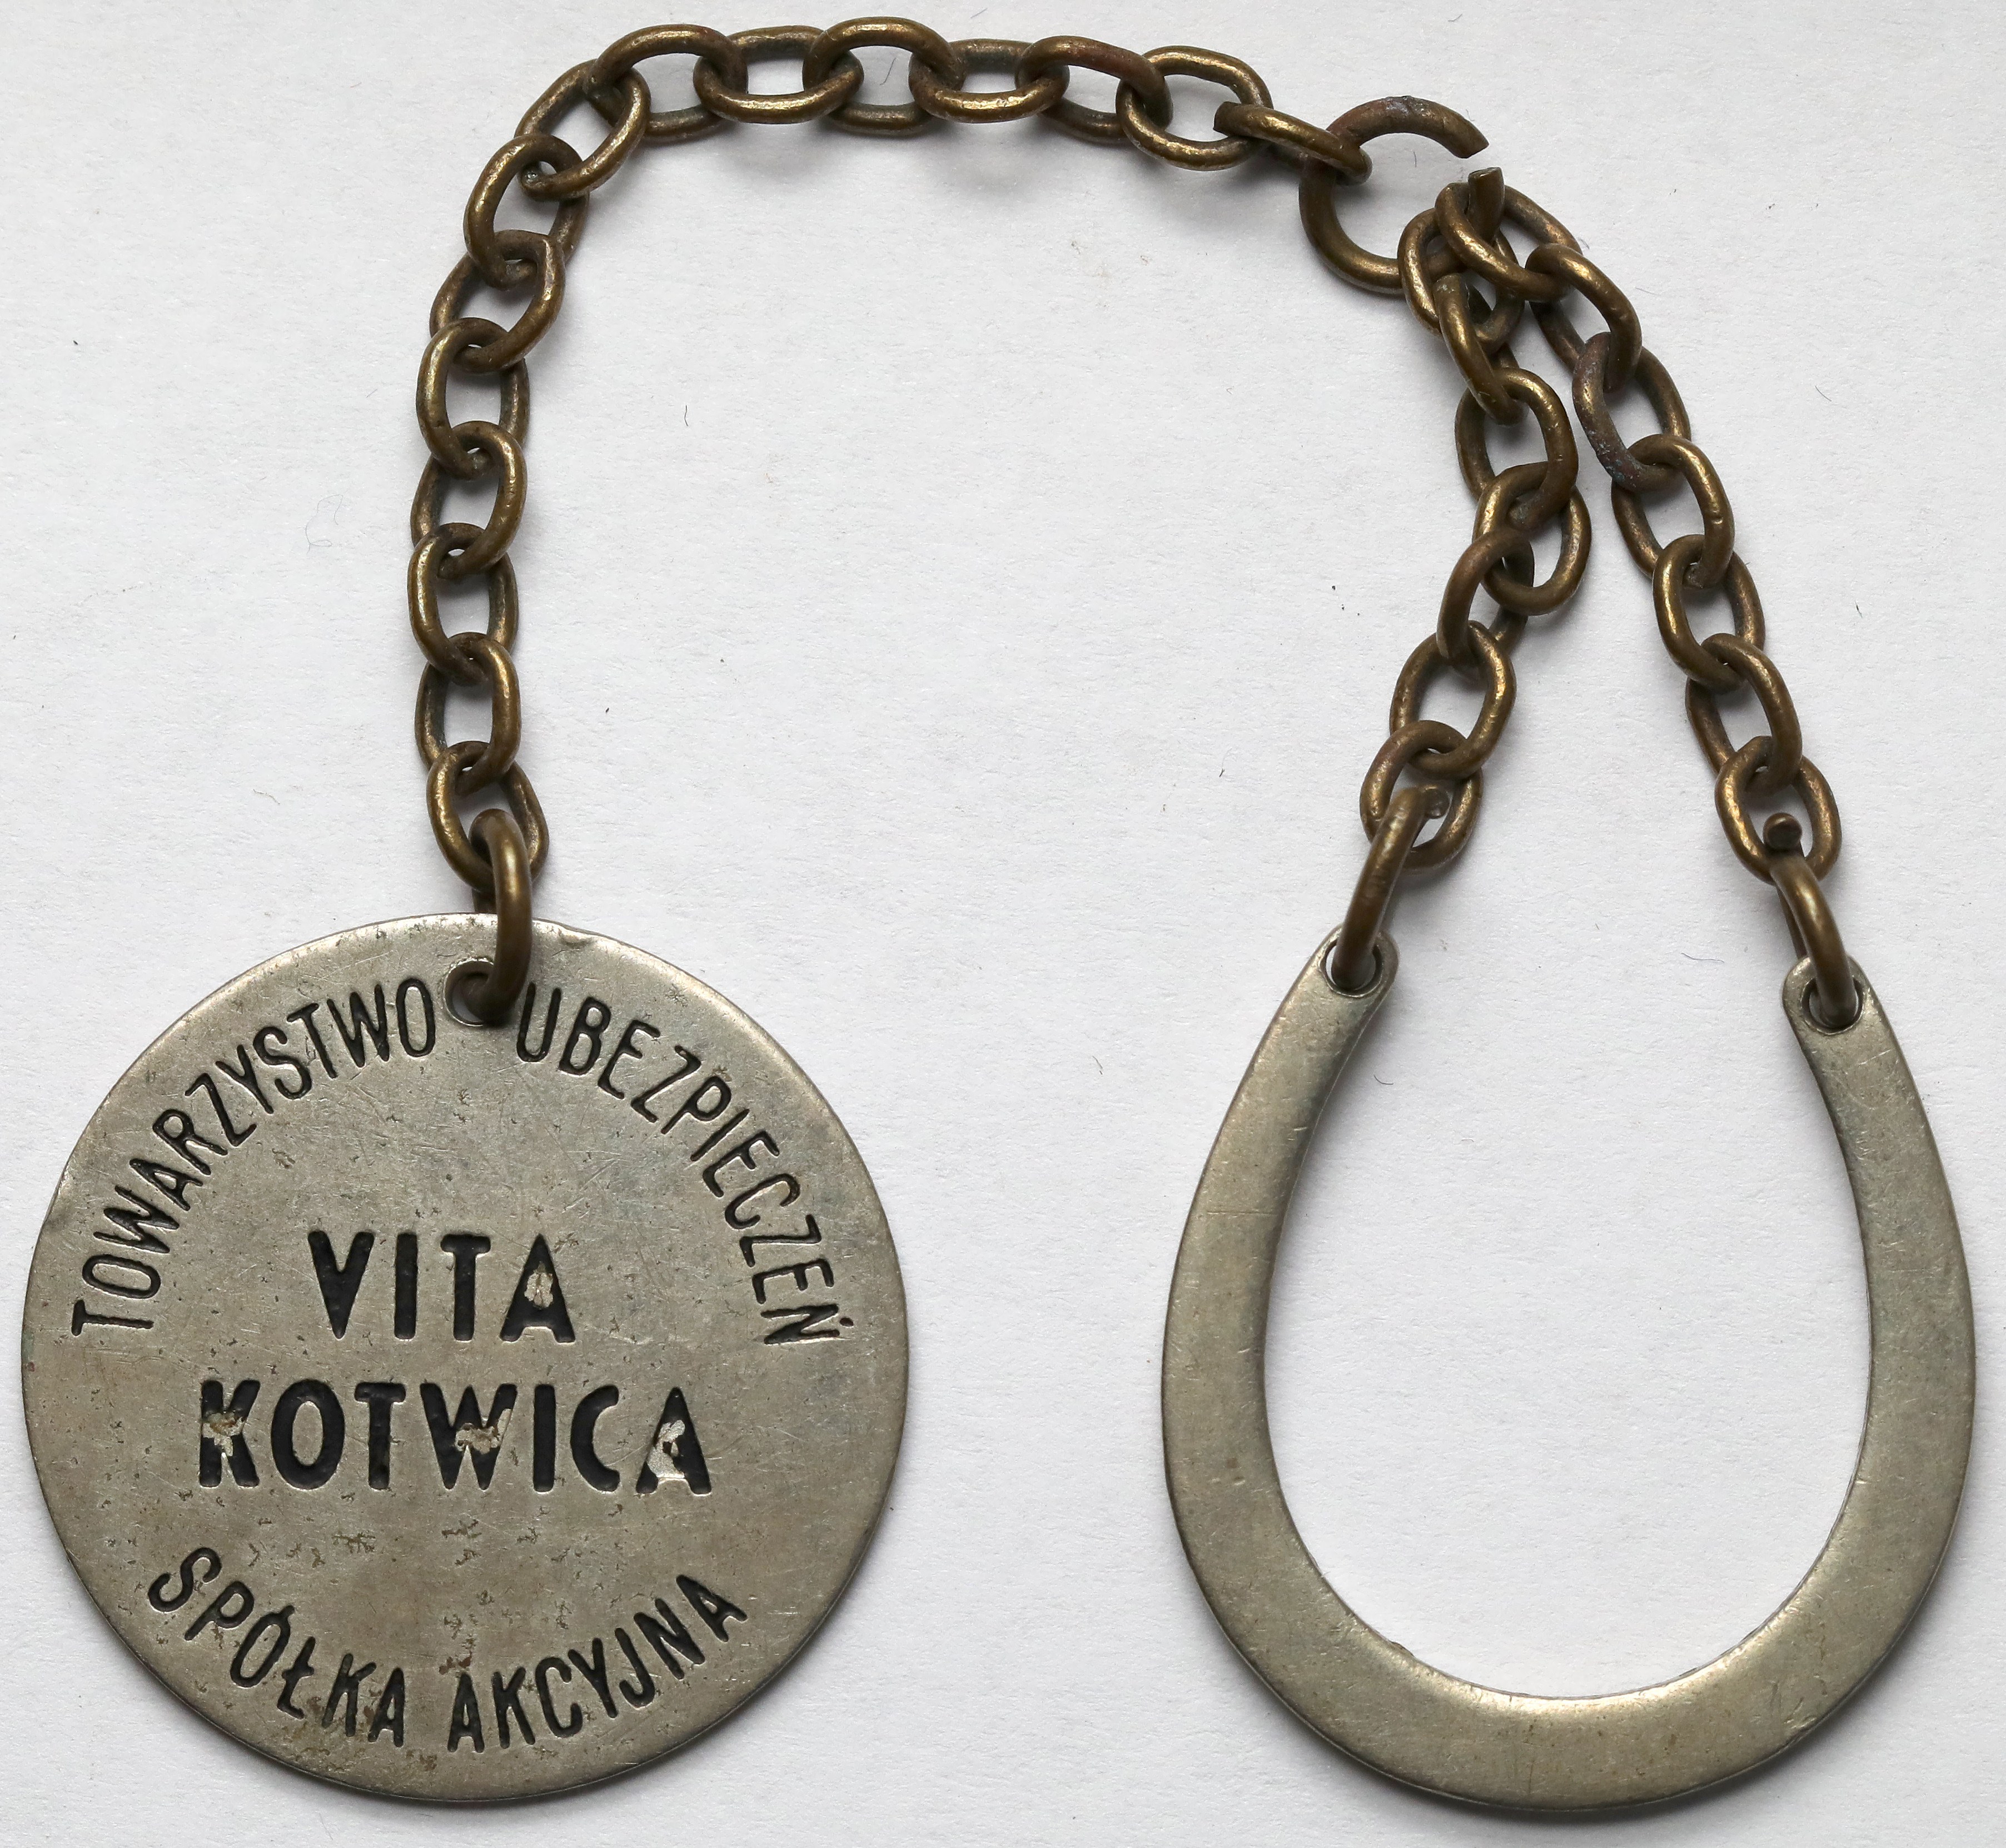 TOWARZYSTWO UBEZPIECZEŃ
VITA
KOTWICA
SPÓŁKA AKCYJNA